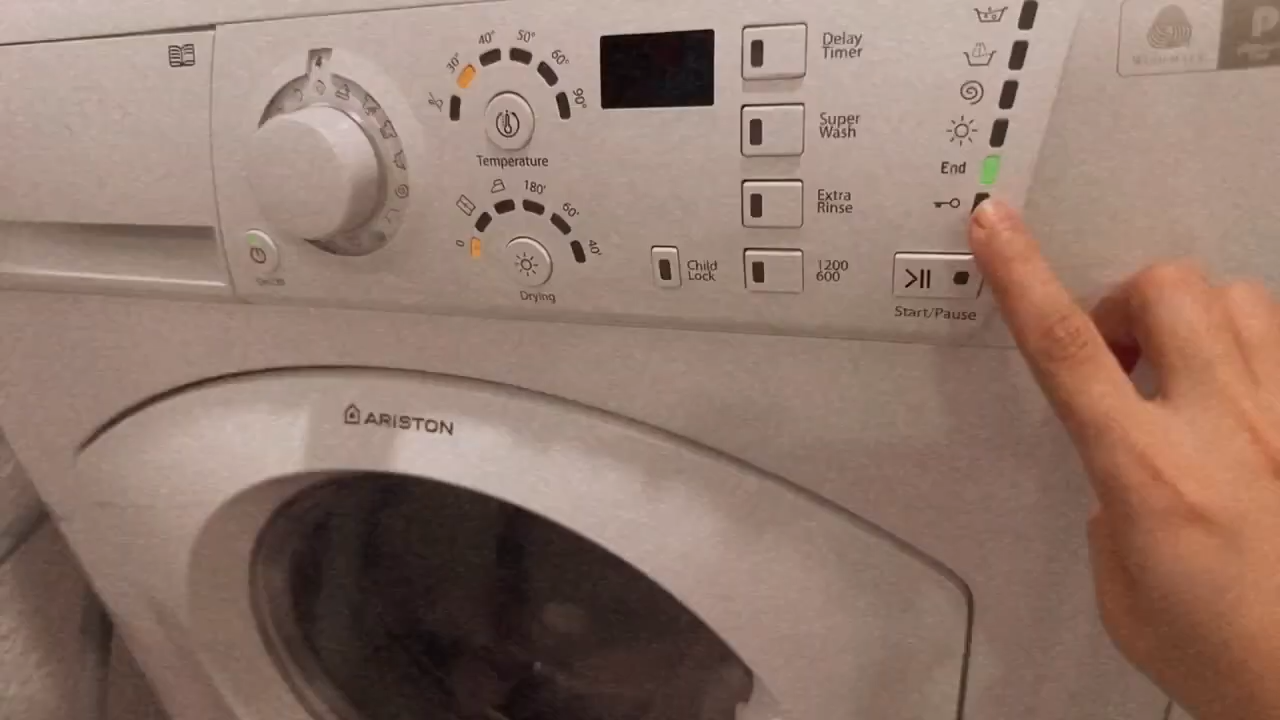 30°
40°
50°
60°
90°
Temperature
0
180'
60'
40'
Drying
Delay
Timer
Super
Wash
Extra
Rinse
Child
Lock
1200
600
End
Start/Pause
ARISTON